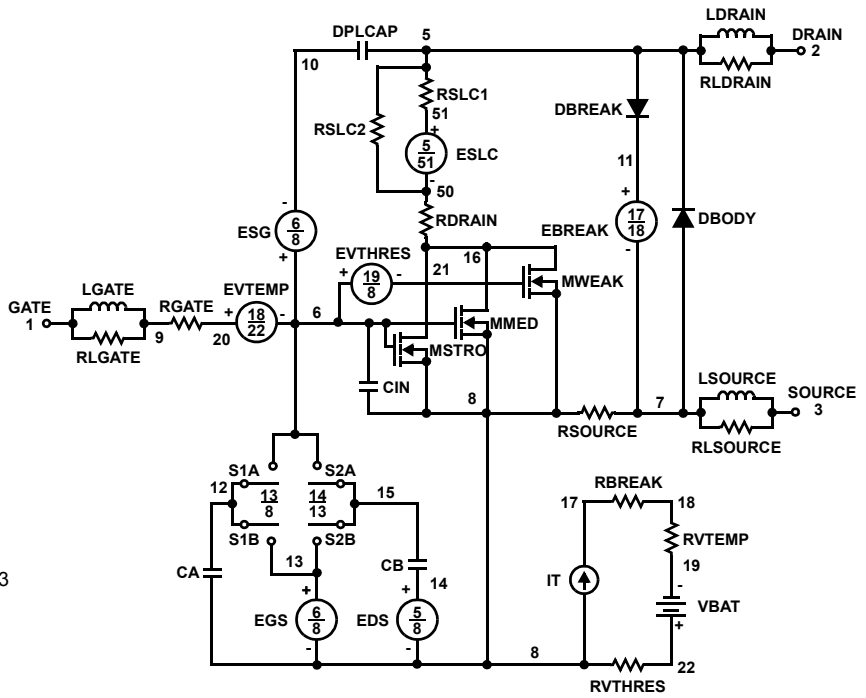 LDRAIN
DPLCAP 5 DRAIN
10 2
RSLC1 RLDRAIN
51 DBREAK
RSLC2
+
5
51 ESLC
-
11
50
-
+
RDRAIN
17
18
6
8
ESG EBREAK DBODY
+
EVTHRES 16 -
+ 19
8 - 21 MWEAK
LGATE EVTEMP
GATE RGATE + 18
22 - 6 MMED
1
9 20 MSTRO
RLGATE
LSOURCE
CIN 8 7 SOURCE
3
RSOURCE RLSOURCE
S1A S2A
12 13
8 14
13 15 RBREAK
17 18
S1B S2B
RVTEMP
13 CB 19
CA 14 IT -
3
+ +
VBAT
EGS 6
8 EDS 5
8 +
- -
8 22
RVTHRES